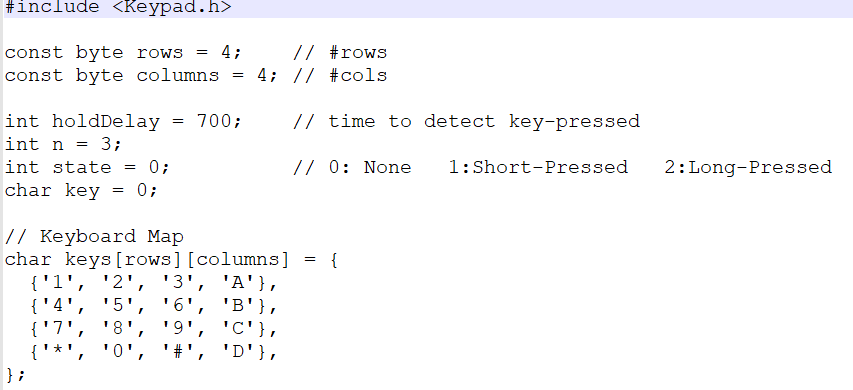 #include <Keypad.h>
const byte rows = 4;    // #rows
const byte columns = 4; // #cols
int holdDelay = 700;    // time to detect key-pressed
int n = 3;
int state = 0;          // 0: None   1:Short-Pressed   2:Long-Pressed
char key = 0;
// Keyboard Map
char keys[rows][columns] = {
  {'1', '2', '3', 'A'},
  {'4', '5', '6', 'B'},
  {'7', '8', '9', 'C'},
  {'*', '0', '#', 'D'},
};